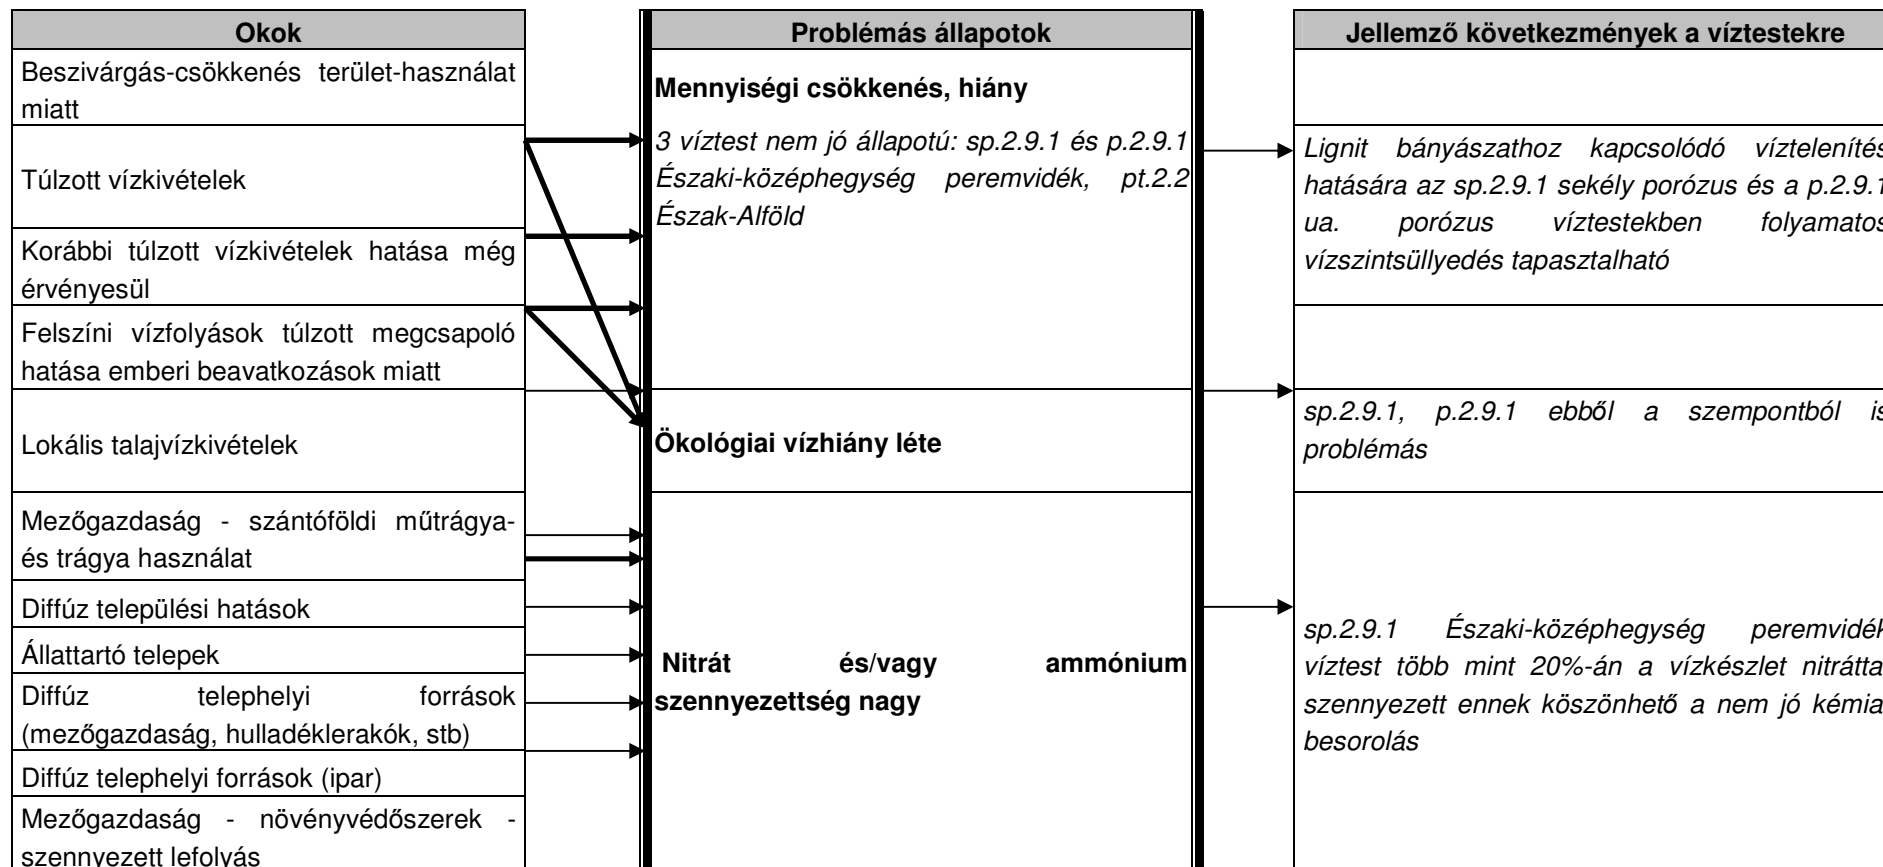 Okok
Beszivárgás-csökkenés terület-használat
miatt
Túlzott vízkivételek
Korábbi túlzott vízkivételek hatása még
érvényesül
Felszíni vízfolyások túlzott megcsapoló
hatása emberi beavatkozások miatt
Lokális talajvízkivételek
Mezőgazdaság - szántóföldi műtrágya-
és trágya használat
Diffúz települési hatások
Állattartó telepek
Diffúz telephelyi források
(mezőgazdaság, hulladéklerakók, stb)
Diffúz telephelyi források (ipar)
Mezőgazdaság - növényvédőszerek -
szennyezett lefolyás
Problémás állapotok
Mennyiségi csökkenés, hiány
3 víztest nem jó állapotú: sp.2.9.1 és p.2.9.1
Északi-középhegység peremvidék, pt.2.2
Észak-Alföld
Ökológiai vízhiány léte
Nitrát és/vagy ammónium
szennyezettség nagy
Jellemző következmények a víztestekre
Lignit bányászathoz kapcsolódó víztelenítés
hatására az sp.2.9.1 sekély porózus és a p.2.9.1
ua. porózus víztestekben folyamatos
vízszintsüllyedés tapasztalható
sp.2.9.1, p.2.9.1 ebből a szempontból is
problémás
sp.2.9.1 Északi-középhegység peremvidék
víztest több mint 20%-án a vízkészlet nitrátta
szennyezett ennek köszönhető a nem jó kémia
besorolás